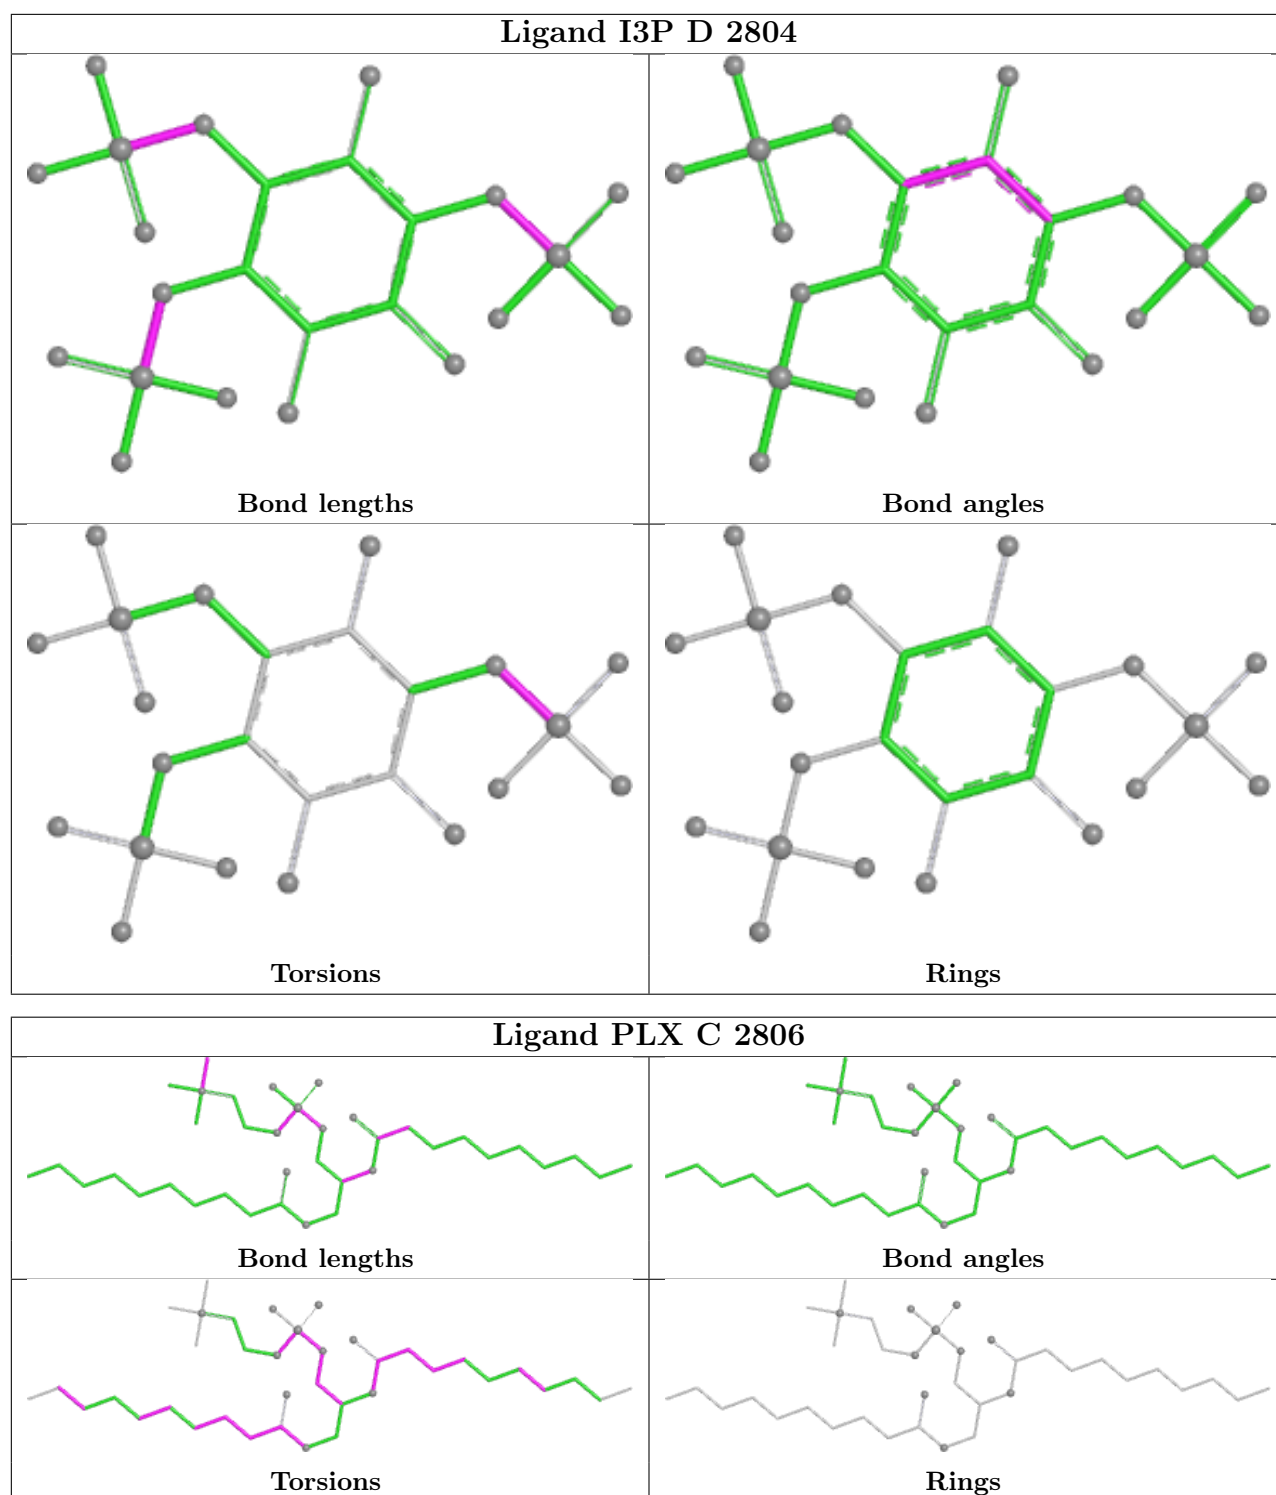 Ligand I3P D 2804
Bond lengths
Bond angles
Torsions
Rings
Ligand PLX C 2806
Bond lengths
Bond angles
Torsions
Rings